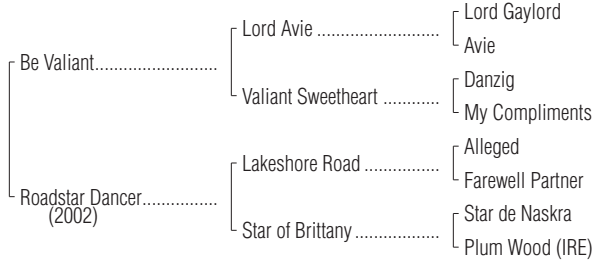 Lord Gaylord
Lord Avie ........................
Avie
Be Valiant........................
Danzig
Valiant Sweetheart ...........
My Compliments
Alleged
Lakeshore Road ...............
Farewell Partner
Roadstar Dancer...............
(2002)
Star de Naskra
Star of Brittany .................
Plum Wood (IRE)